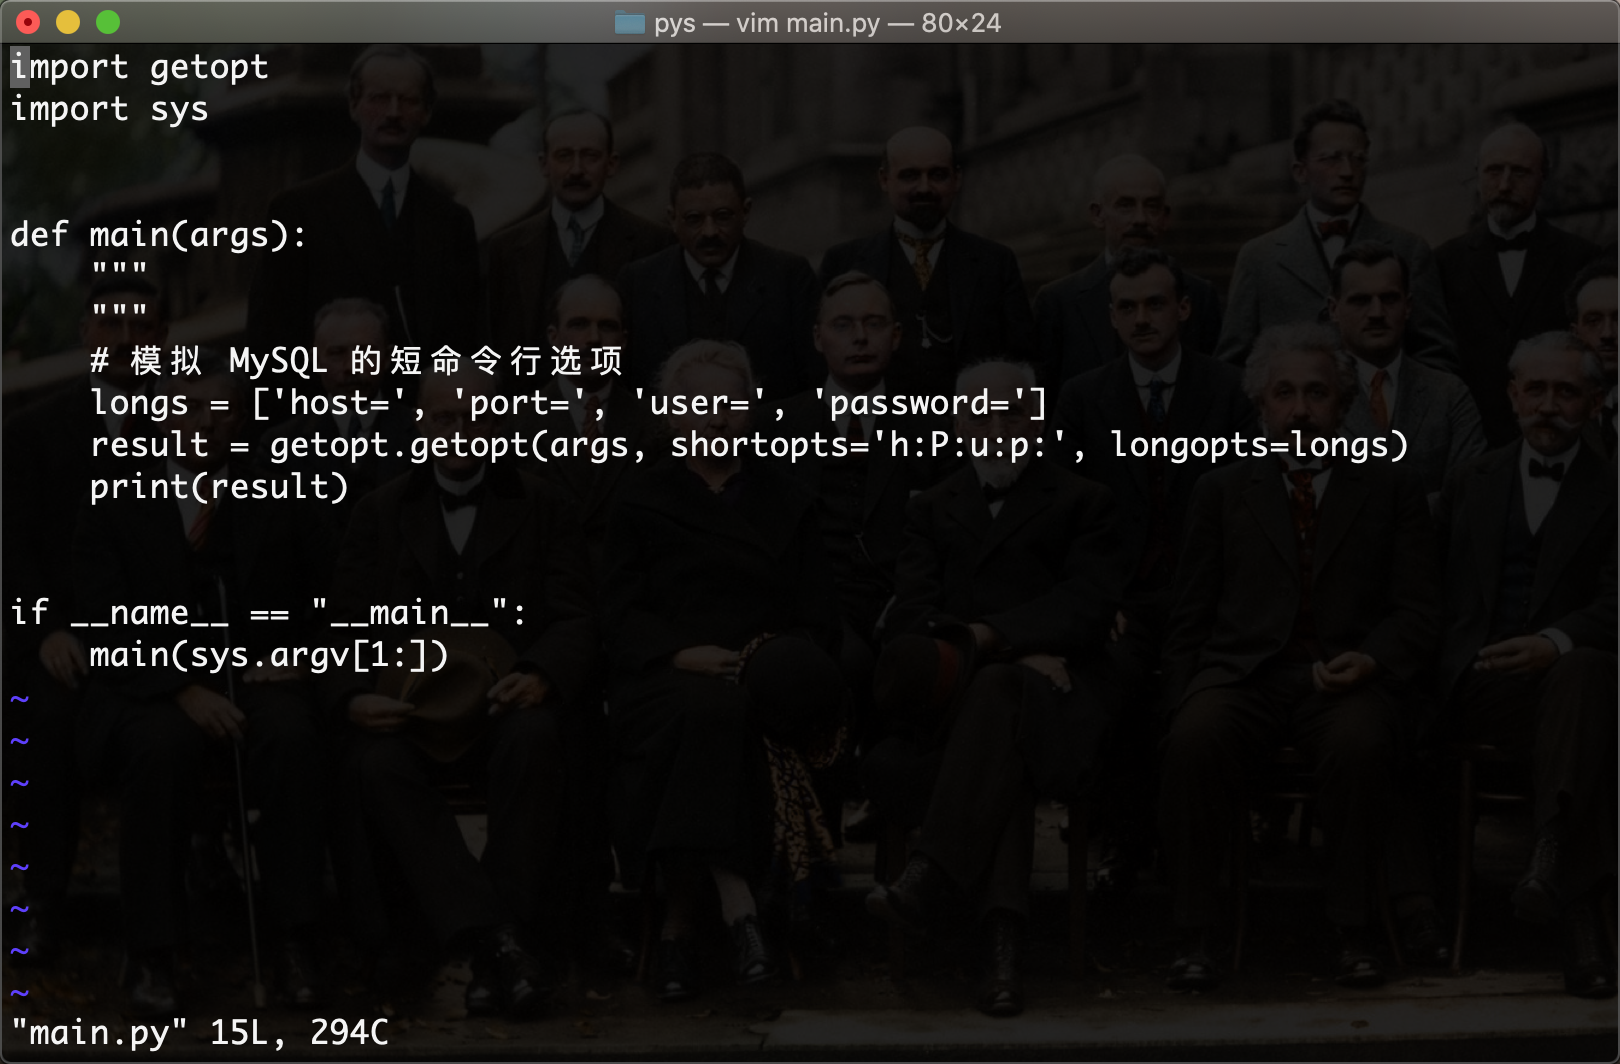 pys — vim main.py — 80×24
import getopt
import sys
def main(args):
    """
    """
    # 模拟 MySQL 的短命令行选项
    longs = ['host=', 'port=', 'user=', 'password=']
    result = getopt.getopt(args, shortopts='h:P:u:p:', longopts=longs)
    print(result)
if __name__ == "__main__":
    main(sys.argv[1:])
~
~
~
~
~
~
~
~
"main.py" 15L, 294C